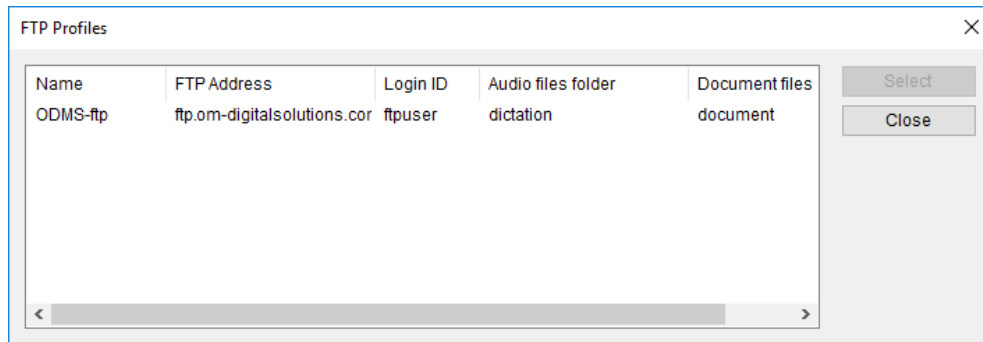 FTP Profiles
Name FTP Address Login ID Audio files folder Document files
ODMS-ftp ftp.om-digitalsolutions.cor ftpuser dictation document
Select
Close